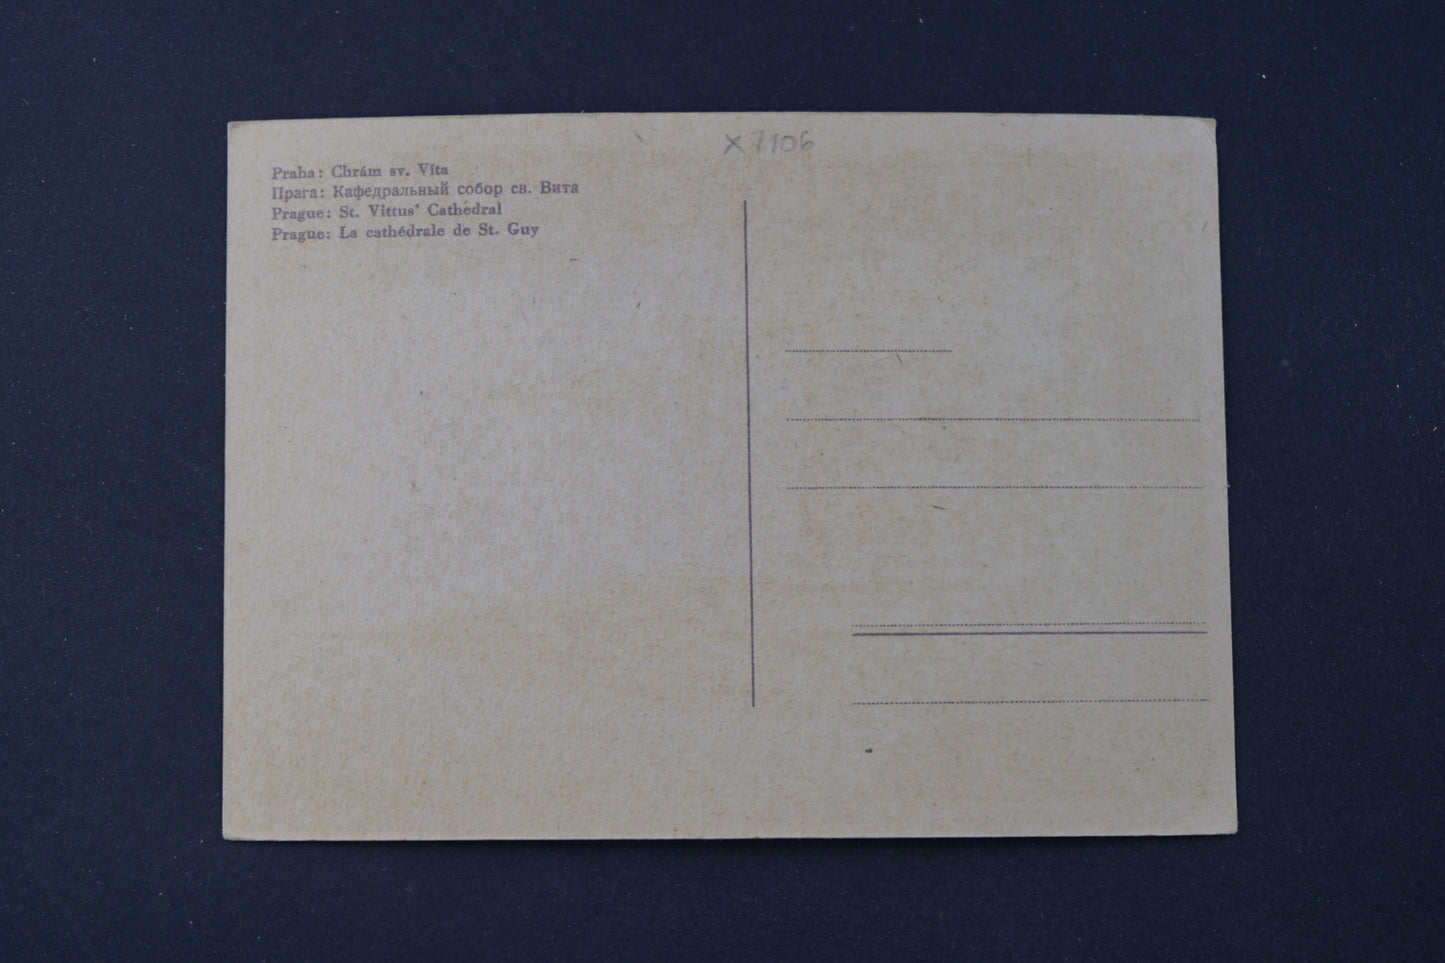 X 7106
Praha: Chrám sv. Víta
Прага: Кафедральный собор св. Вита
Prague: St. Vittus’ Cathedral
Prague: La cathédrale de St. Guy